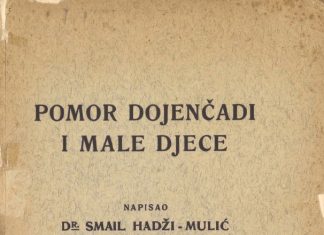 POMOR DOJENČADI
I MALE DJECE
NAPISAO
DR. SMAIL HADŽI-MULIĆ